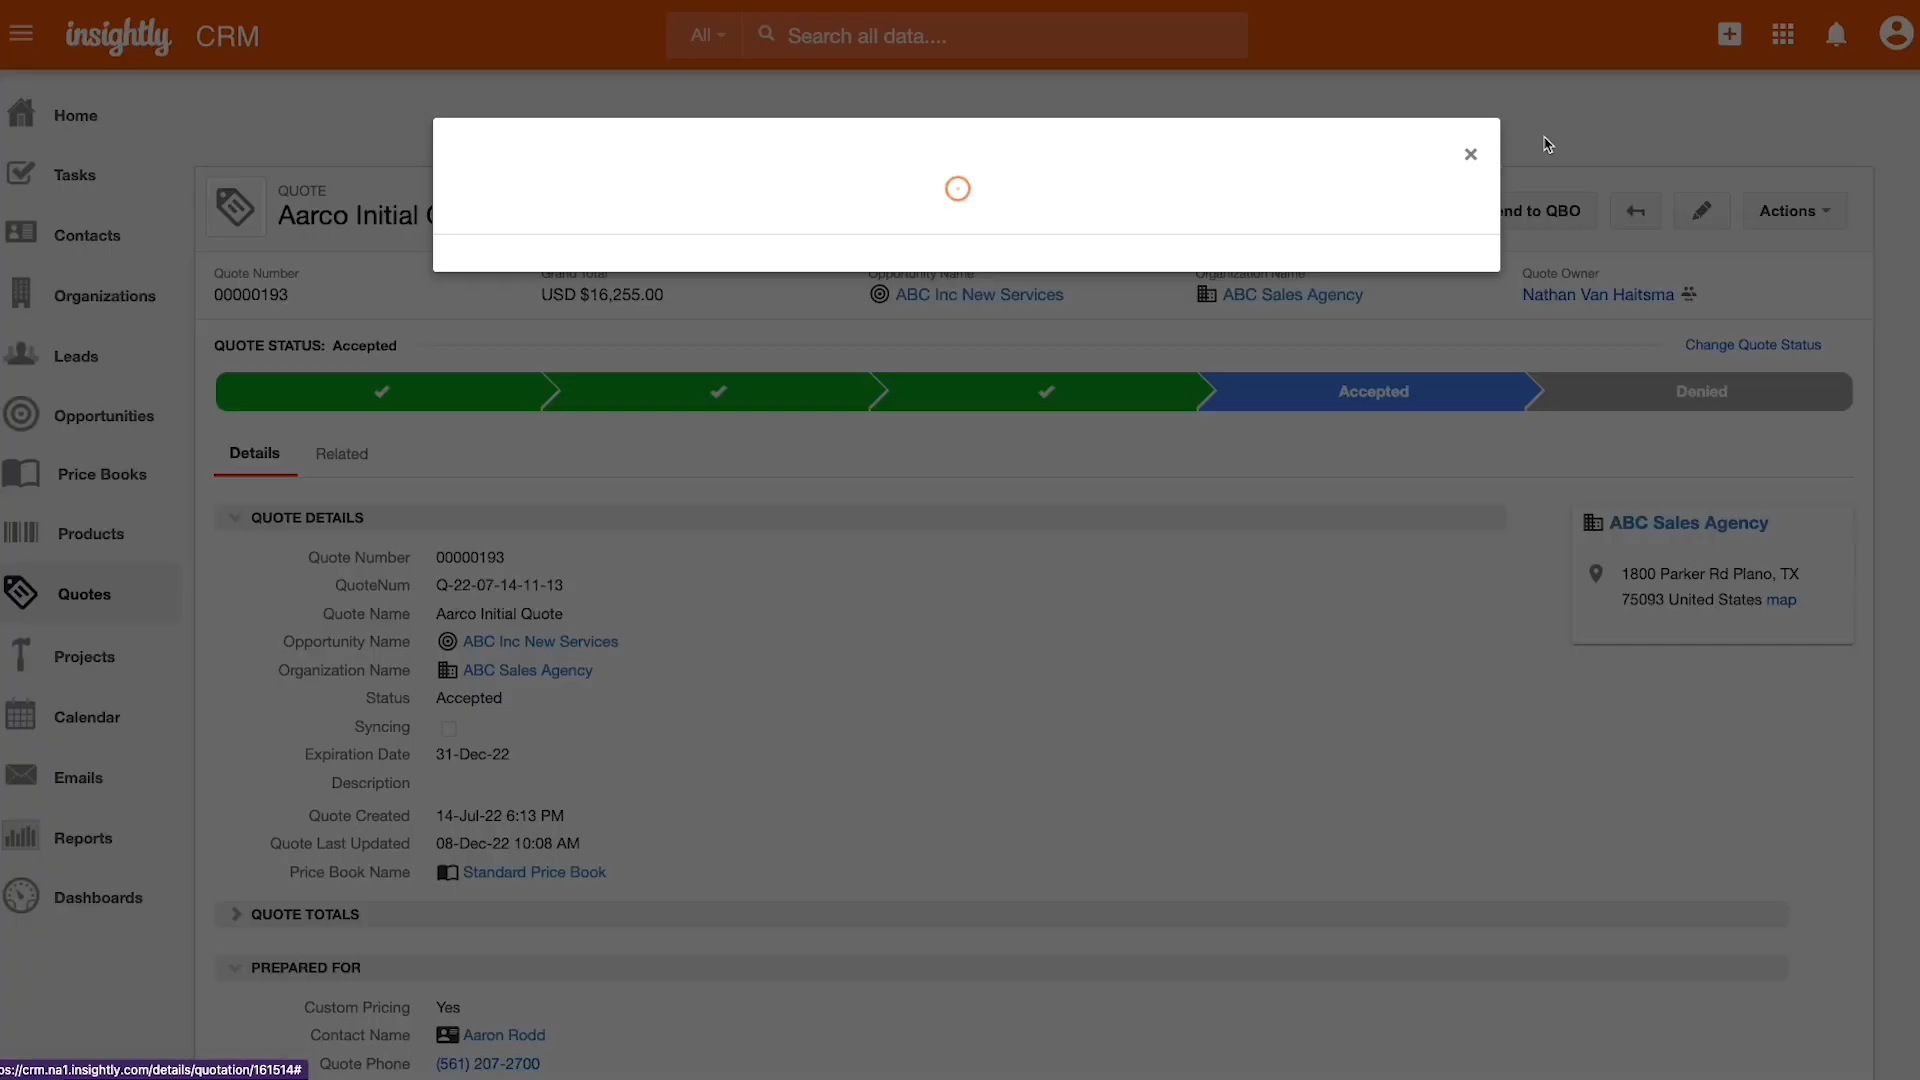 insightly CRM
All
Search all data....
Home
Tasks
Contacts
Organizations
Leads
Opportunities
Price Books
Products
Quotes
Projects
Calendar
Emails
Reports
Dashboards
QUOTE
Aarco Initial
×
nd to QBO
Actions
Quote Number
00000193
Grand Total
USD $16,255.00
Opportunity Name
ABC Inc New Services
Organization Name
ABC Sales Agency
Quote Owner
Nathan Van Haitsma
QUOTE STATUS: Accepted
Change Quote Status
Accepted
Denied
Details
Related
QUOTE DETAILS
Quote Number 00000193
QuoteNum Q-22-07-14-11-13
Quote Name Aarco Initial Quote
Opportunity Name ABC Inc New Services
Organization Name ABC Sales Agency
Status Accepted
Syncing
Expiration Date 31-Dec-22
Description
Quote Created 14-Jul-22 6:13 PM
Quote Last Updated 08-Dec-22 10:08 AM
Price Book Name Standard Price Book
QUOTE TOTALS
PREPARED FOR
Custom Pricing Yes
Contact Name Aaron Rodd
Quote Phone (561) 207-2700
ABC Sales Agency
1800 Parker Rd Plano, TX
75093 United States map
ps://crm.na1.insightly.com/details/quotation/161514#